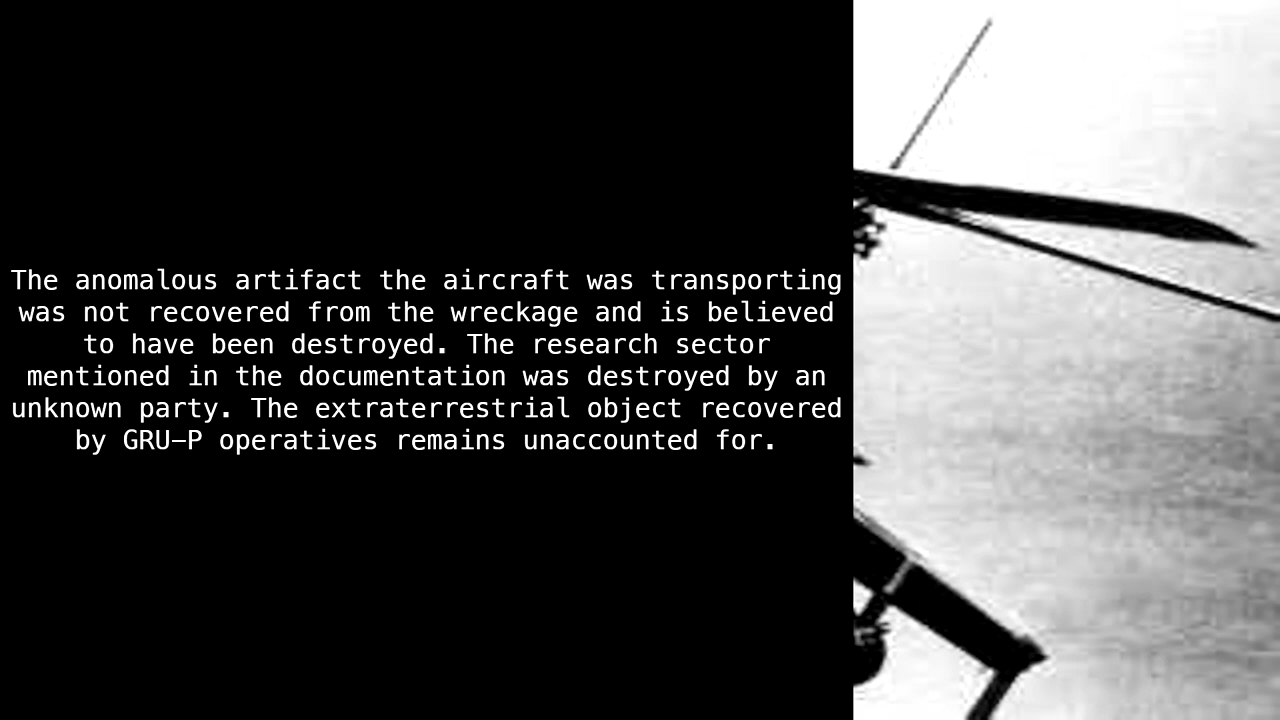 The anomalous artifact the aircraft was transporting
was not recovered from the wreckage and is believed
to have been destroyed. The research sector
mentioned in the documentation was destroyed by an
unknown party. The extraterrestrial object recovered
by GRU–P operatives remains unaccounted for.